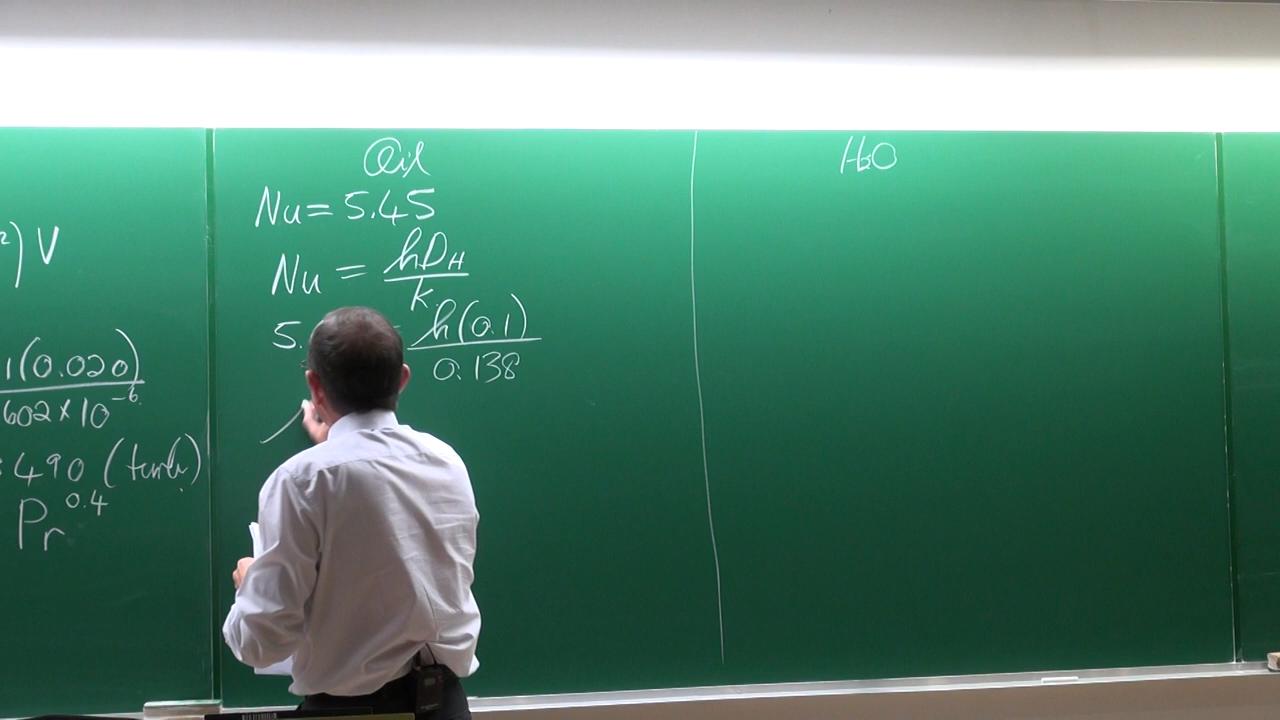 ²) V
1(0.020)
602×10⁻⁶
490 (turb.)
Pr^0.4
Oil
Nu = 5.45
Nu = hD_H / k
5. = h(0.1) / 0.138
H₂O